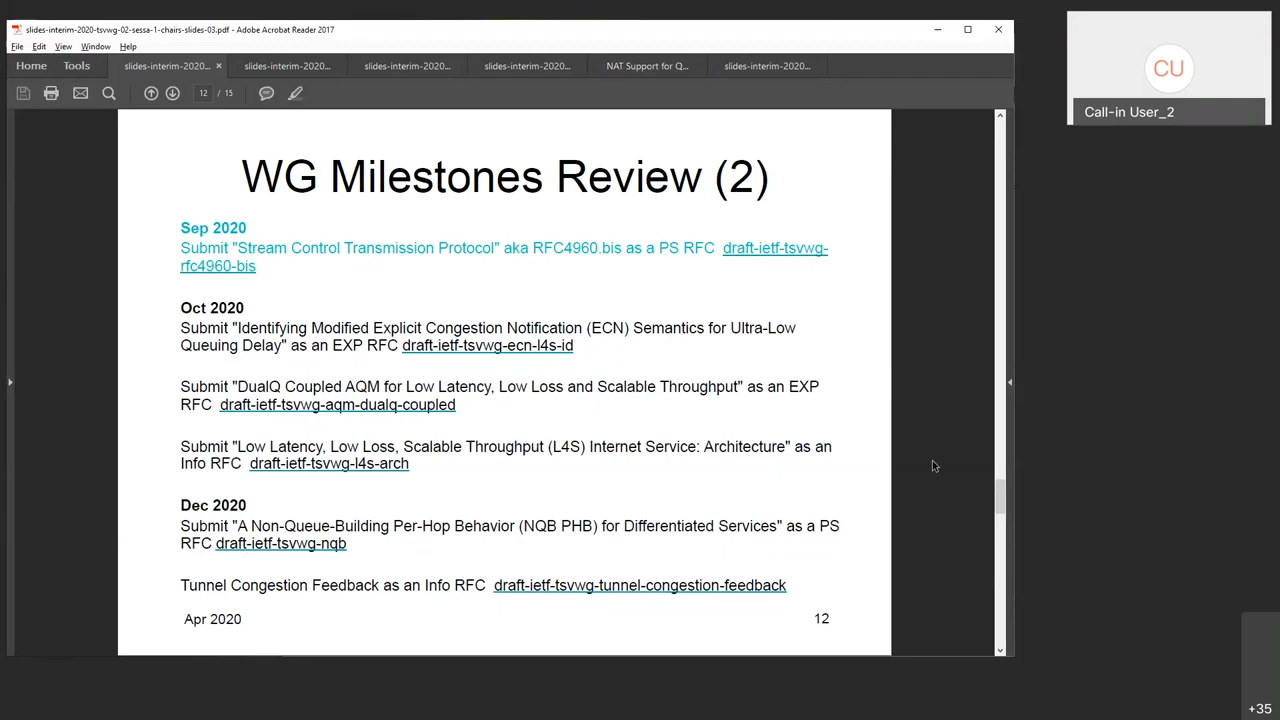 slides-interim-2020-tsvwg-02-sessa-1-chairs-slides-03.pdf - Adobe Acrobat Reader 2017
File Edit View Window Help
Home Tools slides-interim-2020... × slides-interim-2020... slides-interim-2020... slides-interim-2020... NAT Support for Q... slides-interim-2020...
12 / 15
WG Milestones Review (2)
Sep 2020
Submit "Stream Control Transmission Protocol" aka RFC4960.bis as a PS RFC draft-ietf-tsvwg-
rfc4960-bis
Oct 2020
Submit "Identifying Modified Explicit Congestion Notification (ECN) Semantics for Ultra-Low
Queuing Delay" as an EXP RFC draft-ietf-tsvwg-ecn-l4s-id
Submit "DualQ Coupled AQM for Low Latency, Low Loss and Scalable Throughput" as an EXP
RFC draft-ietf-tsvwg-aqm-dualq-coupled
Submit "Low Latency, Low Loss, Scalable Throughput (L4S) Internet Service: Architecture" as an
Info RFC draft-ietf-tsvwg-l4s-arch
Dec 2020
Submit "A Non-Queue-Building Per-Hop Behavior (NQB PHB) for Differentiated Services" as a PS
RFC draft-ietf-tsvwg-nqb
Tunnel Congestion Feedback as an Info RFC draft-ietf-tsvwg-tunnel-congestion-feedback
Apr 2020 12
CU
Call-in User_2
+35